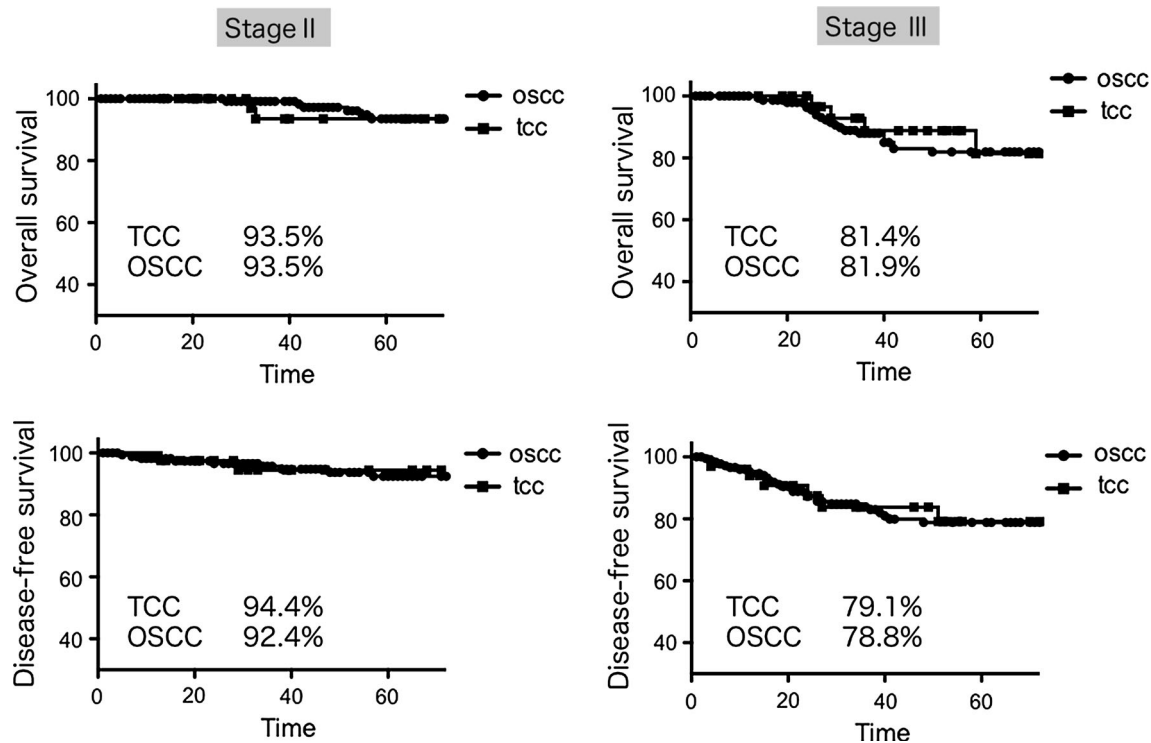 Stage II
Overall survival
100
80
60
40
0
20
40
60
Time
oscc
tcc
TCC 93.5%
OSCC 93.5%
Stage III
Overall survival
100
80
60
40
0
20
40
60
Time
oscc
tcc
TCC 81.4%
OSCC 81.9%
Disease-free survival
100
80
60
40
0
20
40
60
Time
oscc
tcc
TCC 94.4%
OSCC 92.4%
Disease-free survival
100
80
60
40
0
20
40
60
Time
oscc
tcc
TCC 79.1%
OSCC 78.8%